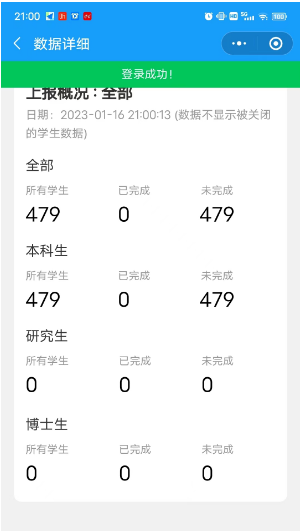 21:00
数据详细
登录成功！
上报概况：全部
日期：2023-01-16 21:00:13 (数据不显示被关闭
的学生数据)
全部
所有学生 已完成 未完成
479 0 479
本科生
所有学生 已完成 未完成
479 0 479
研究生
所有学生 已完成 未完成
0 0 0
博士生
所有学生 已完成 未完成
0 0 0